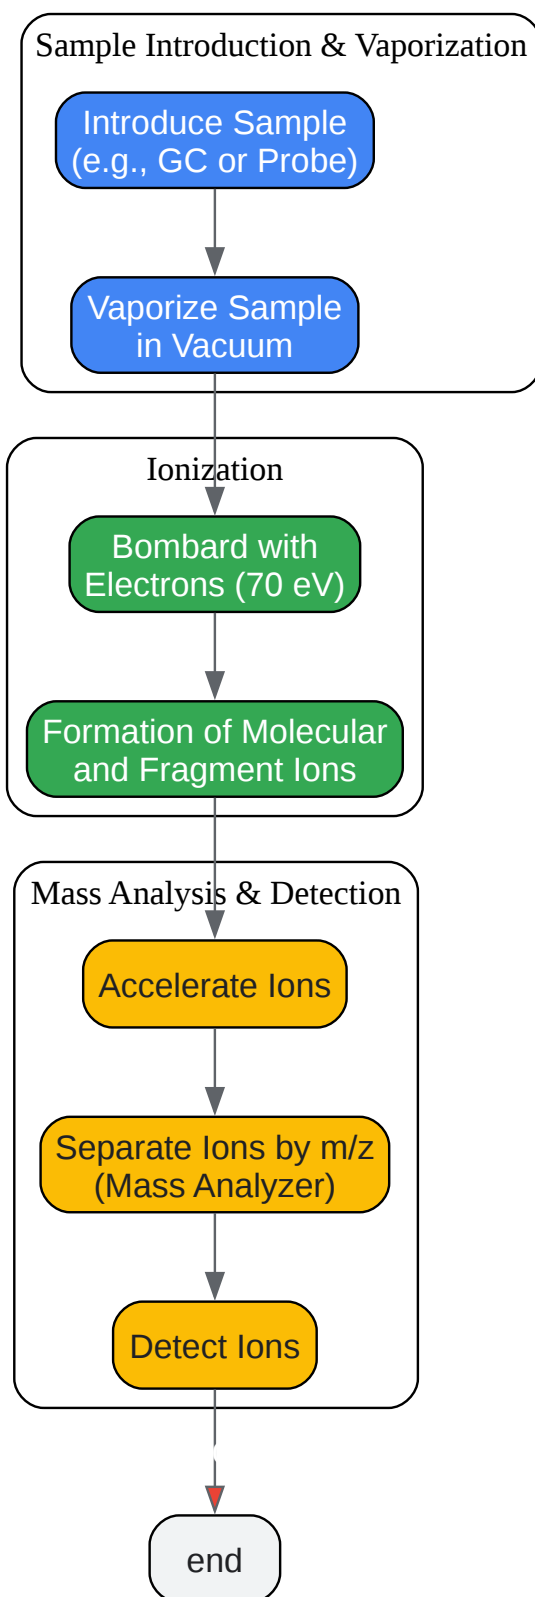 Sample Introduction & Vaporization
Introduce Sample
(e.g., GC or Probe)
Vaporize Sample
in Vacuum
Ionization
Bombard with
Electrons (70 eV)
Formation of Molecular
and Fragment Ions
Mass Analysis & Detection
Accelerate Ions
Separate Ions by m/z
(Mass Analyzer)
Detect Ions
end